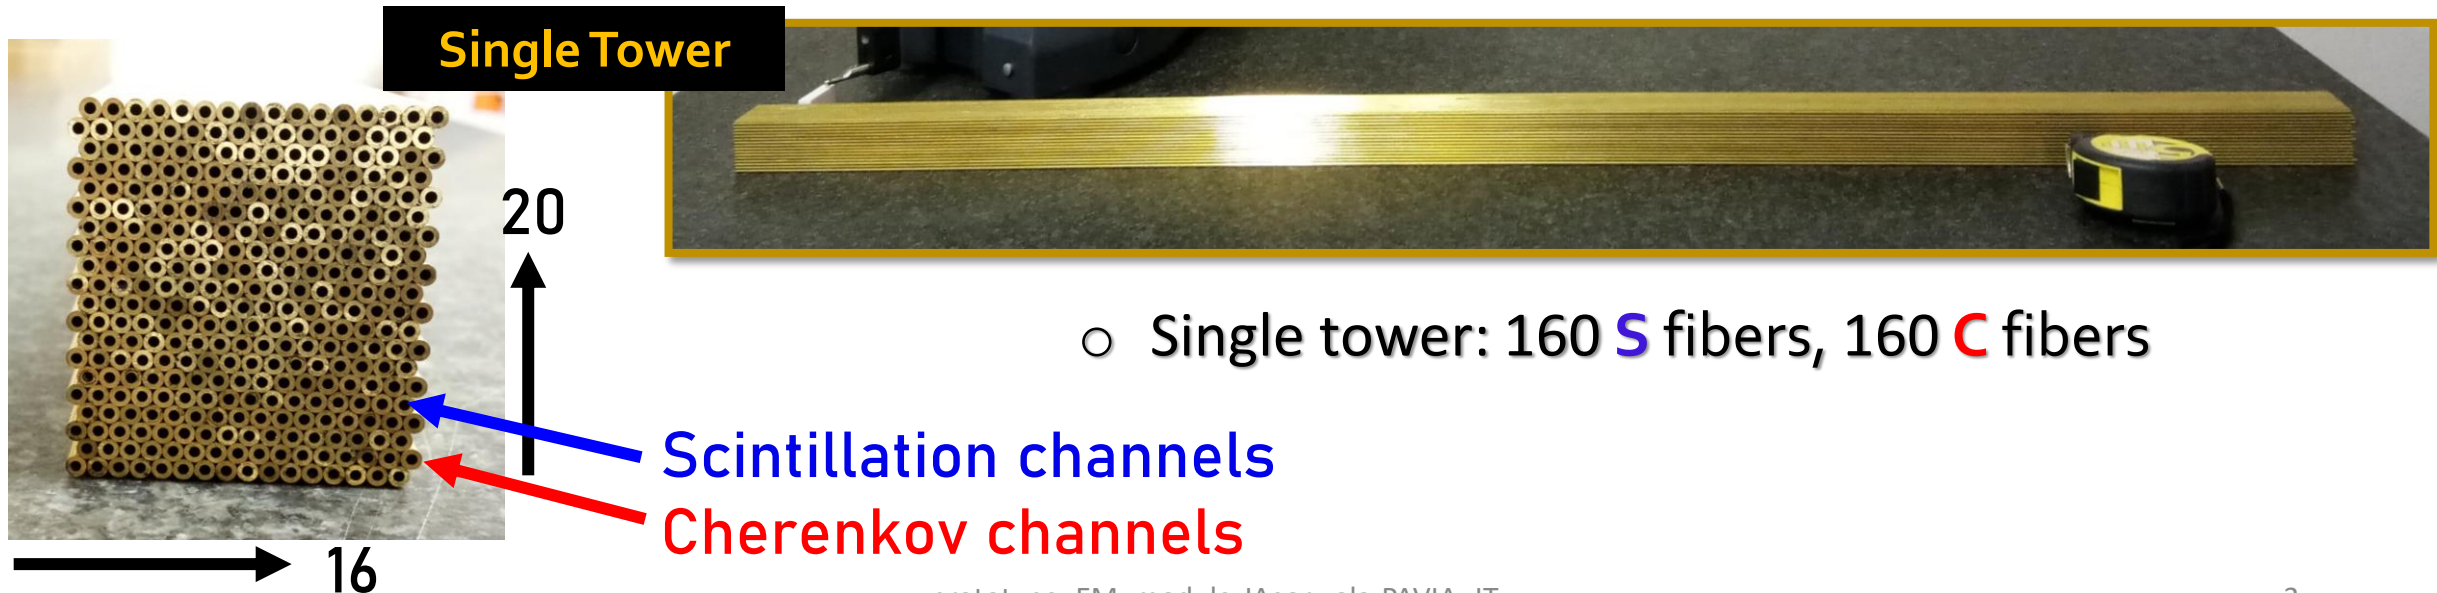 Single Tower
20
○ Single tower: 160 S fibers, 160 C fibers
Scintillation channels
Cherenkov channels
16